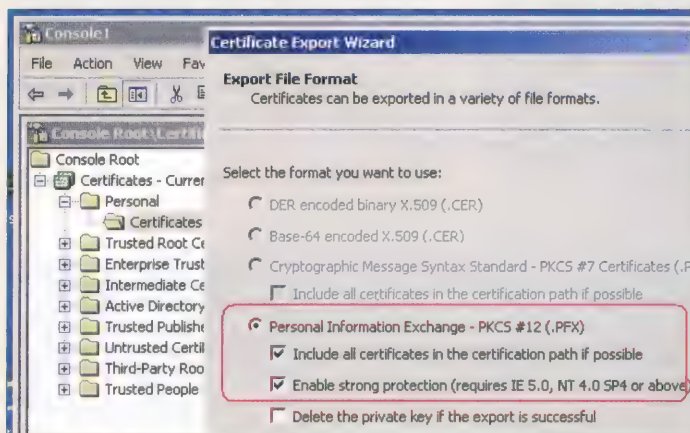 Console1
File Action View Fav
Console Root\Certifi
Console Root
Certificates - Currer
Personal
Certificates
Trusted Root Ce
Enterprise Trust
Intermediate Ce
Active Directory
Trusted Publishe
Untrusted Certif
Third-Party Roo
Trusted People
Certificate Export Wizard
Export File Format
Certificates can be exported in a variety of file formats.
Select the format you want to use:
DER encoded binary X.509 (.CER)
Base-64 encoded X.509 (.CER)
Cryptographic Message Syntax Standard - PKCS #7 Certificates (.P
Include all certificates in the certification path if possible
Personal Information Exchange - PKCS #12 (.PFX)
Include all certificates in the certification path if possible
Enable strong protection (requires IE 5.0, NT 4.0 SP4 or above)
Delete the private key if the export is successful